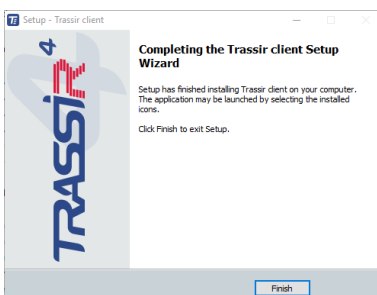 Setup - Trassir client
Completing the Trassir client Setup
Wizard
Setup has finished installing Trassir client on your computer.
The application may be launched by selecting the installed
icons.
Click Finish to exit Setup.
TRASSIR 4
Finish